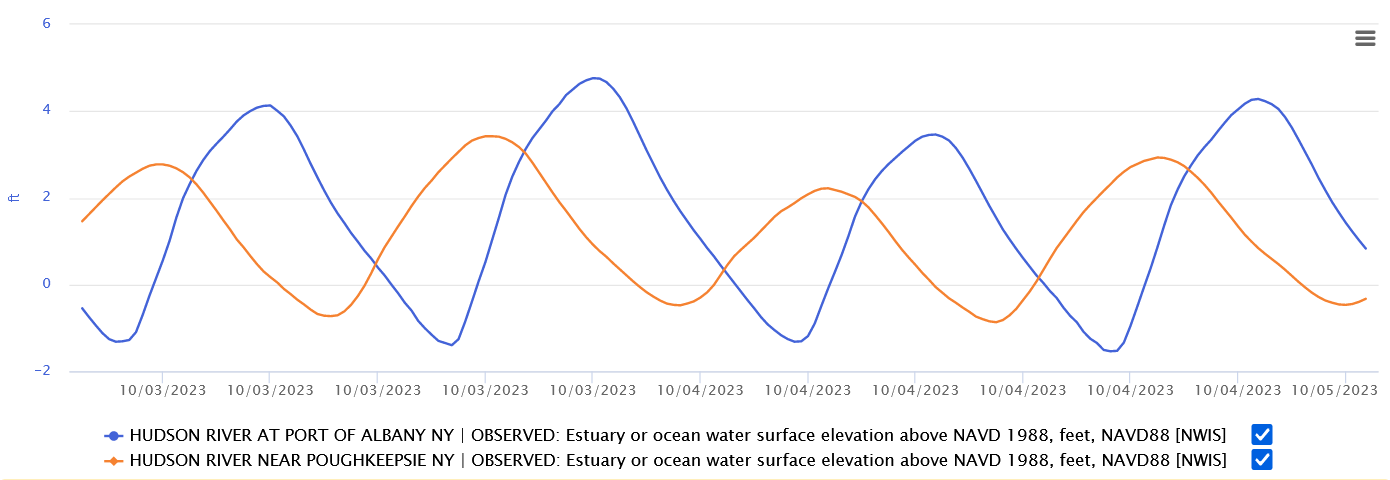 6
4
2
0
-2
ft
10/03/2023 10/03/2023 10/03/2023 10/03/2023 10/03/2023 10/04/2023 10/04/2023 10/04/2023 10/04/2023 10/04/2023 10/04/2023 10/05/2023
HUDSON RIVER AT PORT OF ALBANY NY | OBSERVED: Estuary or ocean water surface elevation above NAVD 1988, feet, NAVD88 [NWIS]
HUDSON RIVER NEAR POUGHKEEPSIE NY | OBSERVED: Estuary or ocean water surface elevation above NAVD 1988, feet, NAVD88 [NWIS]